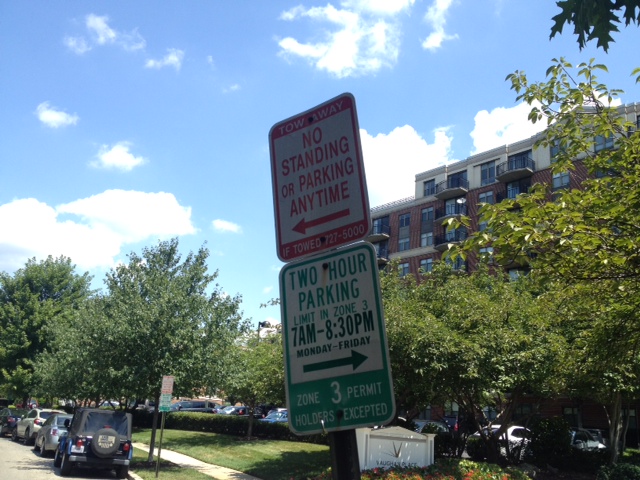 TOW AWAY
NO
STANDING
OR PARKING
ANYTIME
IF TOWED 727-5000
TWO HOUR
PARKING
LIMIT IN ZONE 3
7AM-8:30PM
MONDAY-FRIDAY
ZONE 3 PERMIT
HOLDERS EXCEPTED